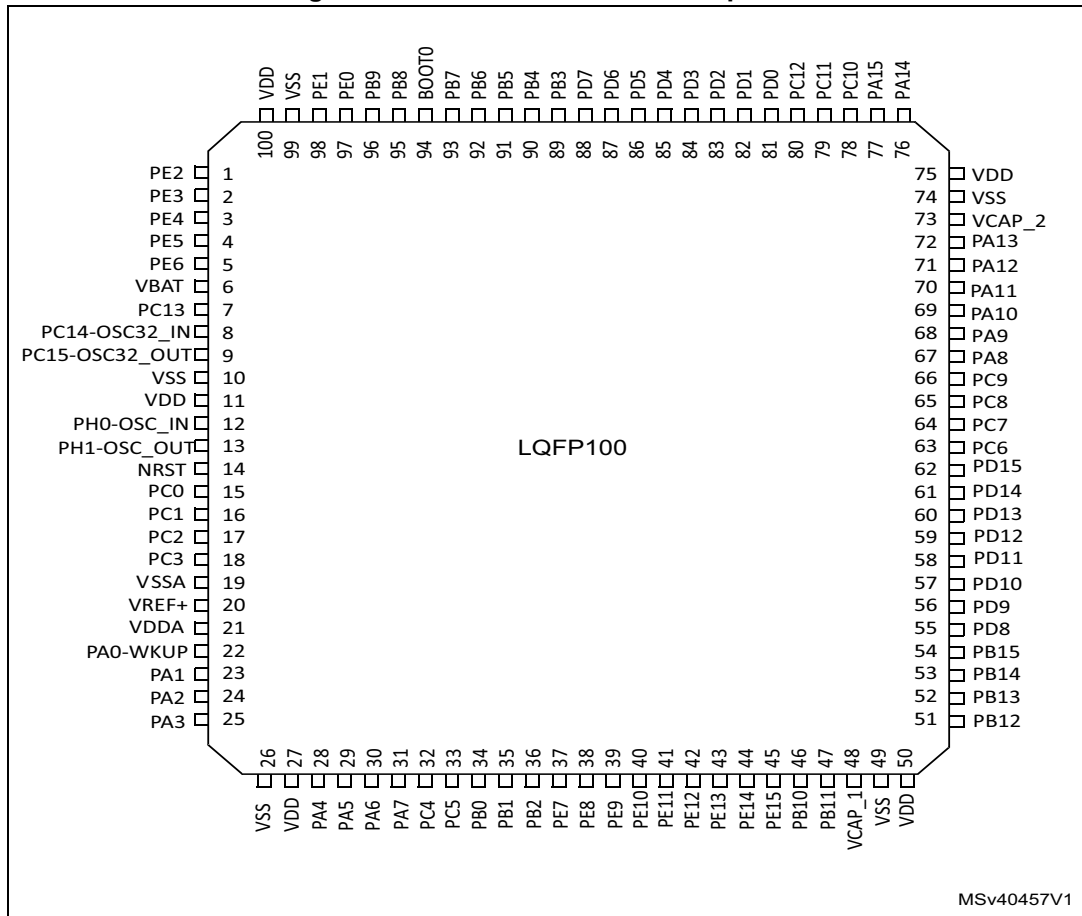 VDD VSS PE1 PE0 PB9 PB8 BOOT0 PB7 PB6 PB5 PB4 PB3 PD7 PD6 PD5 PD4 PD3 PD2 PD1 PD0 PC12 PC11 PC10 PA15 PA14
100 99 98 97 96 95 94 93 92 91 90 89 88 87 86 85 84 83 82 81 80 79 78 77 76
PE2 1 75 VDD
PE3 2 74 VSS
PE4 3 73 VCAP_2
PE5 4 72 PA13
PE6 5 71 PA12
VBAT 6 70 PA11
PC13 7 69 PA10
PC14-OSC32_IN 8 68 PA9
PC15-OSC32_OUT 9 67 PA8
VSS 10 66 PC9
VDD 11 65 PC8
PH0-OSC_IN 12 64 PC7
PH1-OSC_OUT 13 LQFP100 63 PC6
NRST 14 62 PD15
PC0 15 61 PD14
PC1 16 60 PD13
PC2 17 59 PD12
PC3 18 58 PD11
VSSA 19 57 PD10
VREF+ 20 56 PD9
VDDA 21 55 PD8
PA0-WKUP 22 54 PB15
PA1 23 53 PB14
PA2 24 52 PB13
PA3 25 51 PB12
26 27 28 29 30 31 32 33 34 35 36 37 38 39 40 41 42 43 44 45 46 47 48 49 50
VSS VDD PA4 PA5 PA6 PA7 PC4 PC5 PB0 PB1 PB2 PE7 PE8 PE9 PE10 PE11 PE12 PE13 PE14 PE15 PB10 PB11 VCAP_1 VSS VDD
MSv40457V1